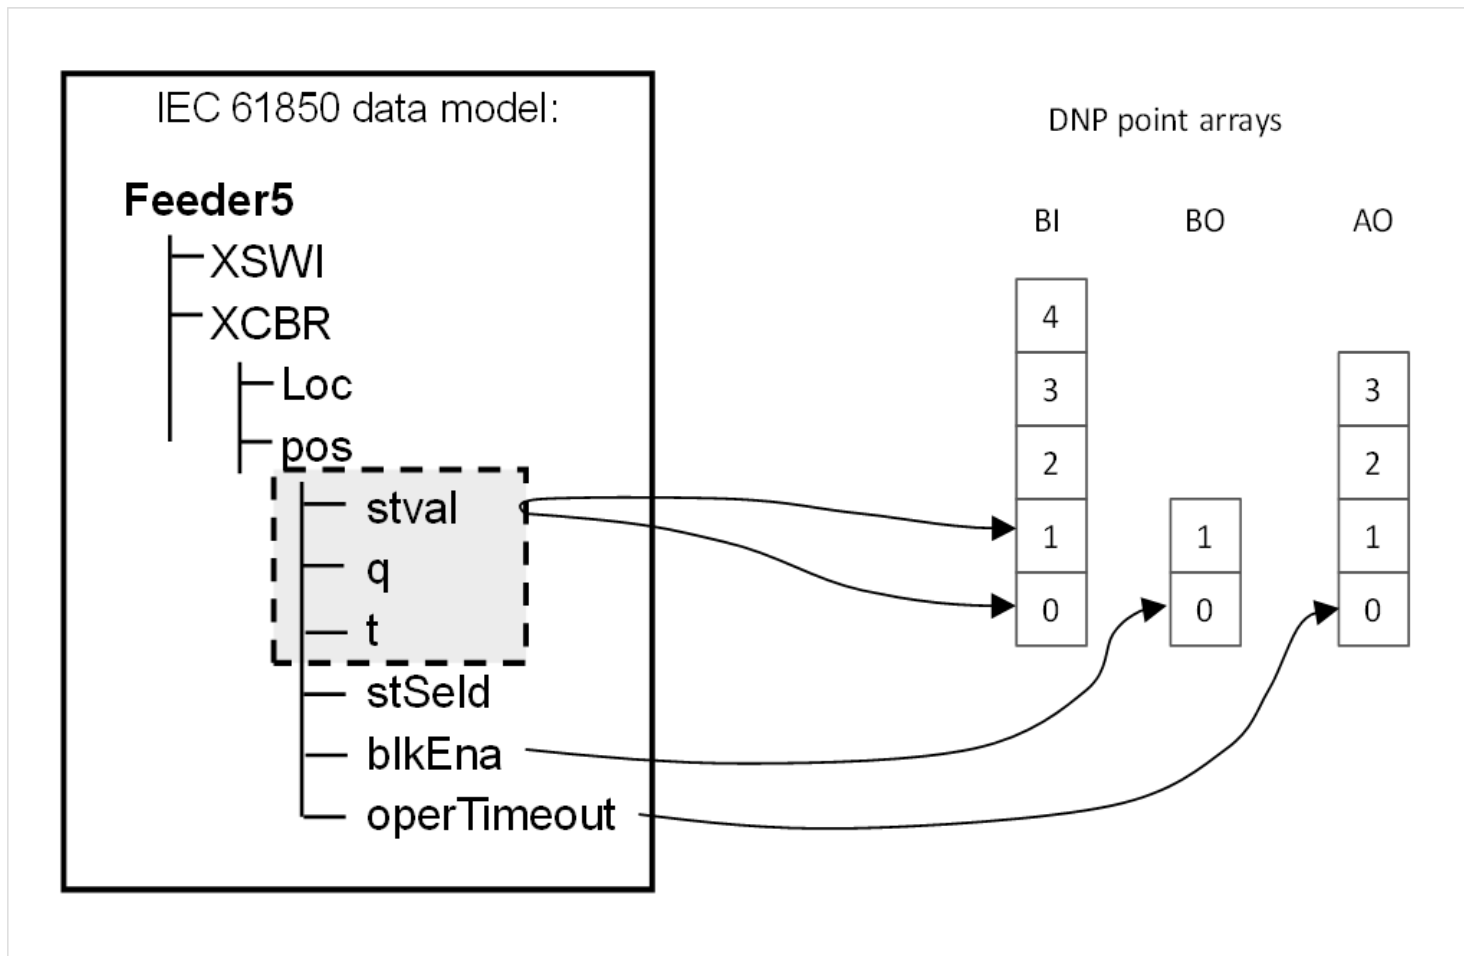 IEC 61850 data model:
Feeder5
XSWI
XCBR
Loc
pos
stval
q
t
stSeld
blkEna
operTimeout
DNP point arrays
BI BO AO
4
3 3
2 2
1 1 1
0 0 0